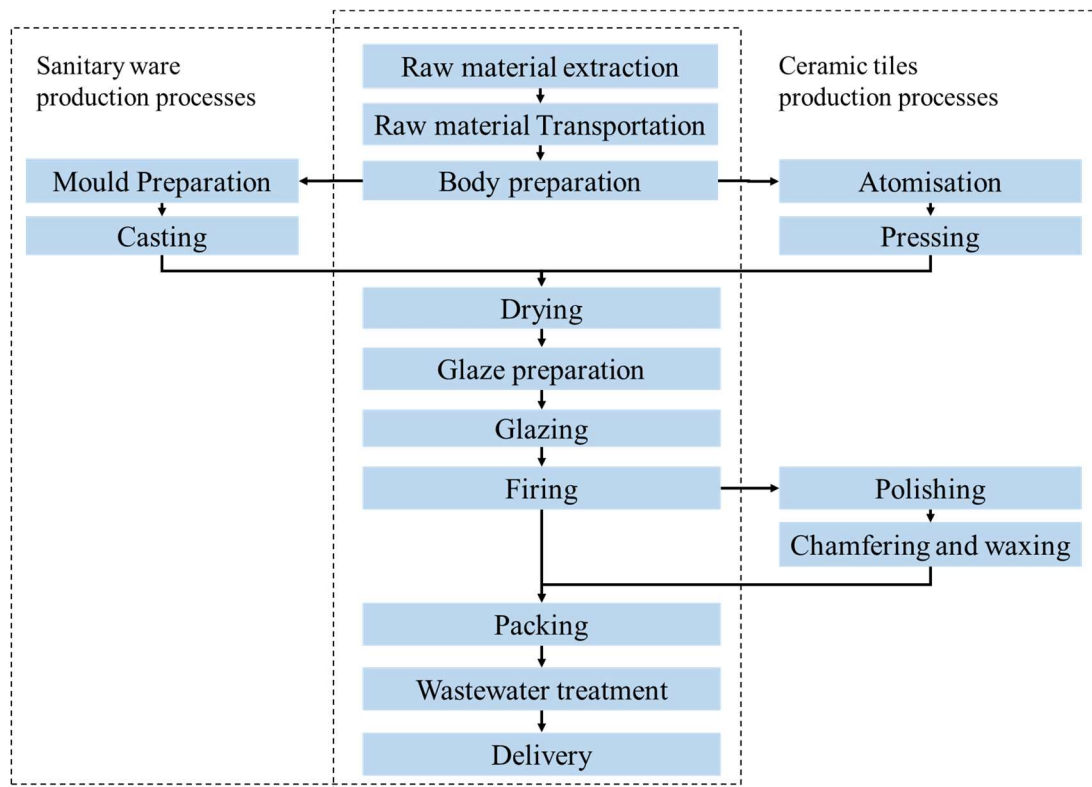 Sanitary ware
production processes
Raw material extraction
Ceramic tiles
production processes
Raw material Transportation
Mould Preparation
Body preparation
Atomisation
Casting
Pressing
Drying
Glaze preparation
Glazing
Firing
Polishing
Chamfering and waxing
Packing
Wastewater treatment
Delivery